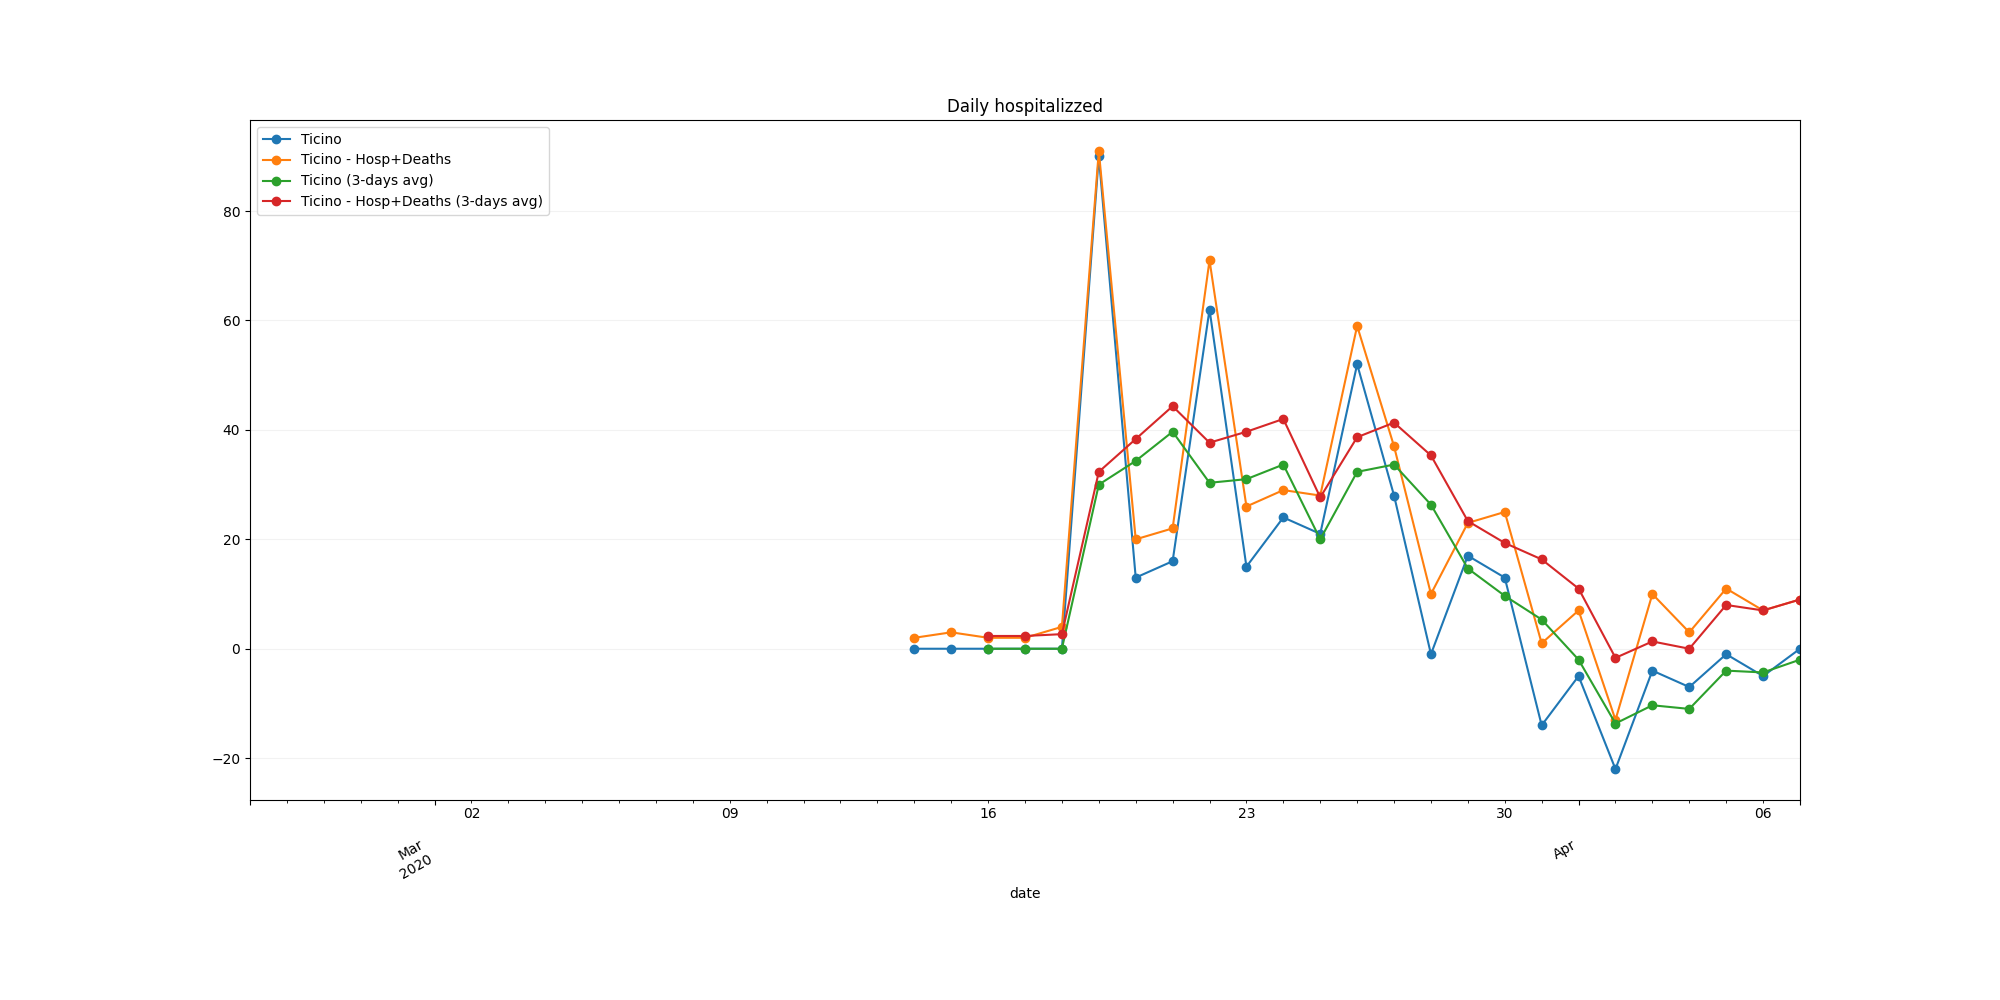 Daily hospitalizzed
Ticino
Ticino - Hosp+Deaths
Ticino (3-days avg)
Ticino - Hosp+Deaths (3-days avg)
80
60
40
20
0
−20
02
09
16
23
30
06
Mar
2020
Apr
date